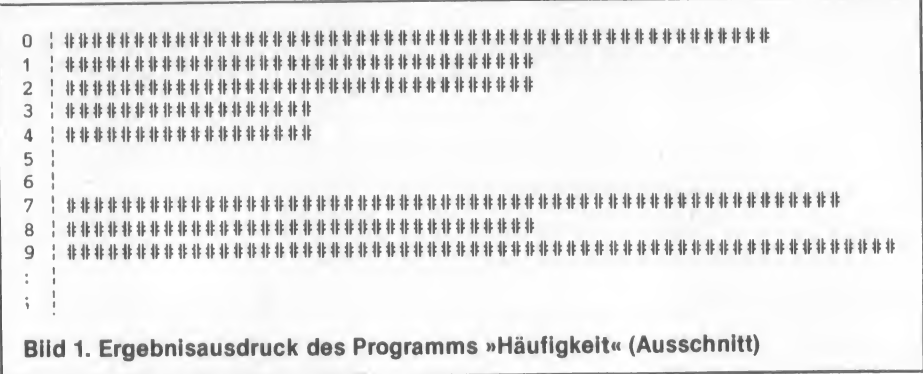 0 ¦ ###################################################
1 ¦ ##################################
2 ¦ ##################################
3 ¦ ##################
4 ¦ ##################
5 ¦
6 ¦
7 ¦ ########################################################
8 ¦ ##################################
9 ¦ ############################################################
: ¦
; ¦
Bild 1. Ergebnisausdruck des Programms »Häufigkeit« (Ausschnitt)